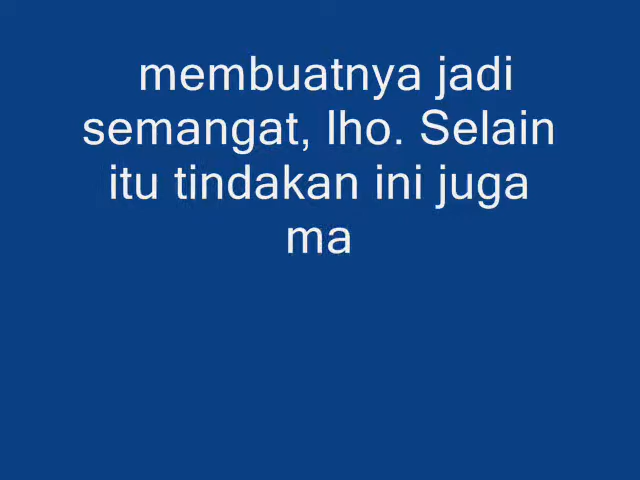 membuatnya jadi
semangat, lho. Selain
itu tindakan ini juga
ma